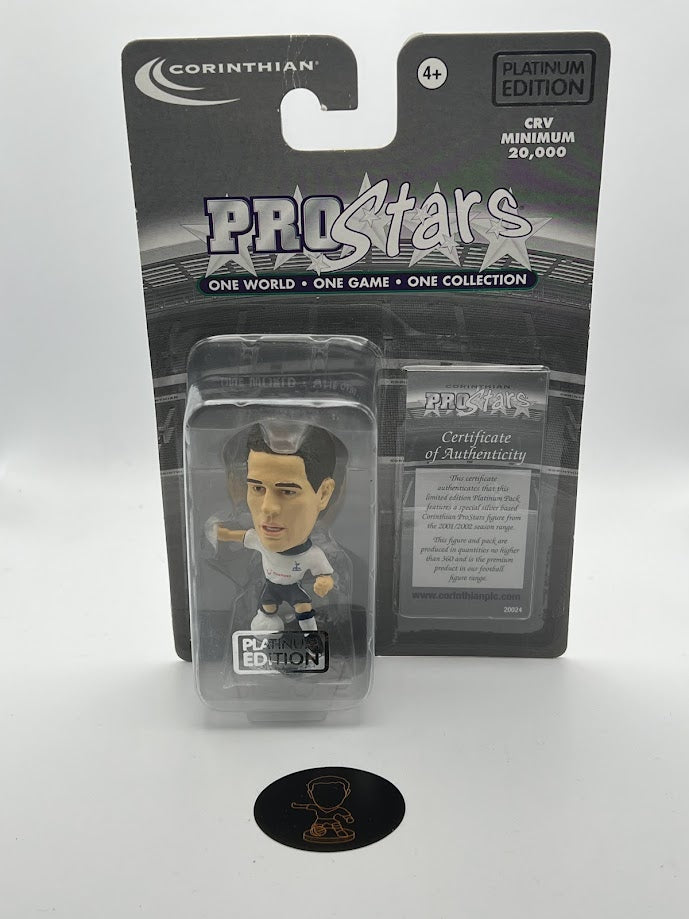 CORINTHIAN
4+
PLATINUM
EDITION
CRV
MINIMUM
20,000
PROStars
ONE WORLD • ONE GAME • ONE COLLECTION
CORINTHIAN
PROStars
Certificate
of Authenticity
This certificate
authenticates that this
limited edition Platinum Pack
features a special silver based
Corinthian ProStars figure from
the 2001/2002 season range.
This figure and pack are
produced in quantities no higher
than 360 and is the premium
product in our football
figure range.
www.corinthianplc.com
20024
PLATINUM
EDITION